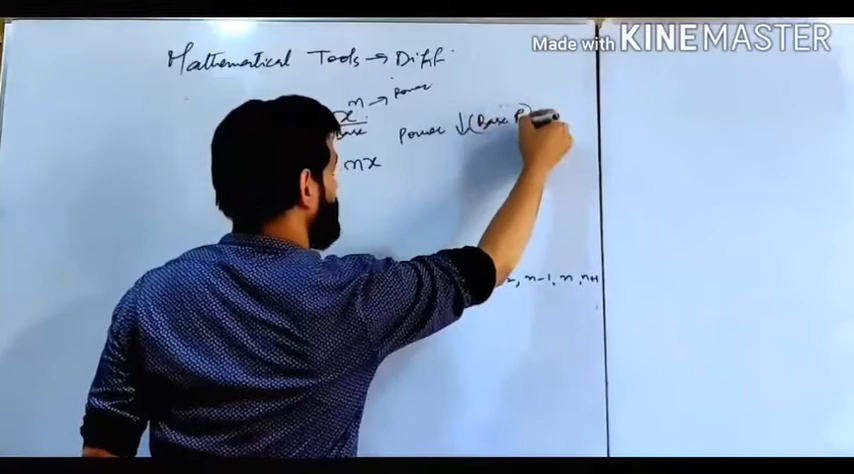 Made with KINEMASTER
Mathematical Tools → Diff.
x^n → Power
Base
Power ↓ (Base P
nx
n-1, n, n+1